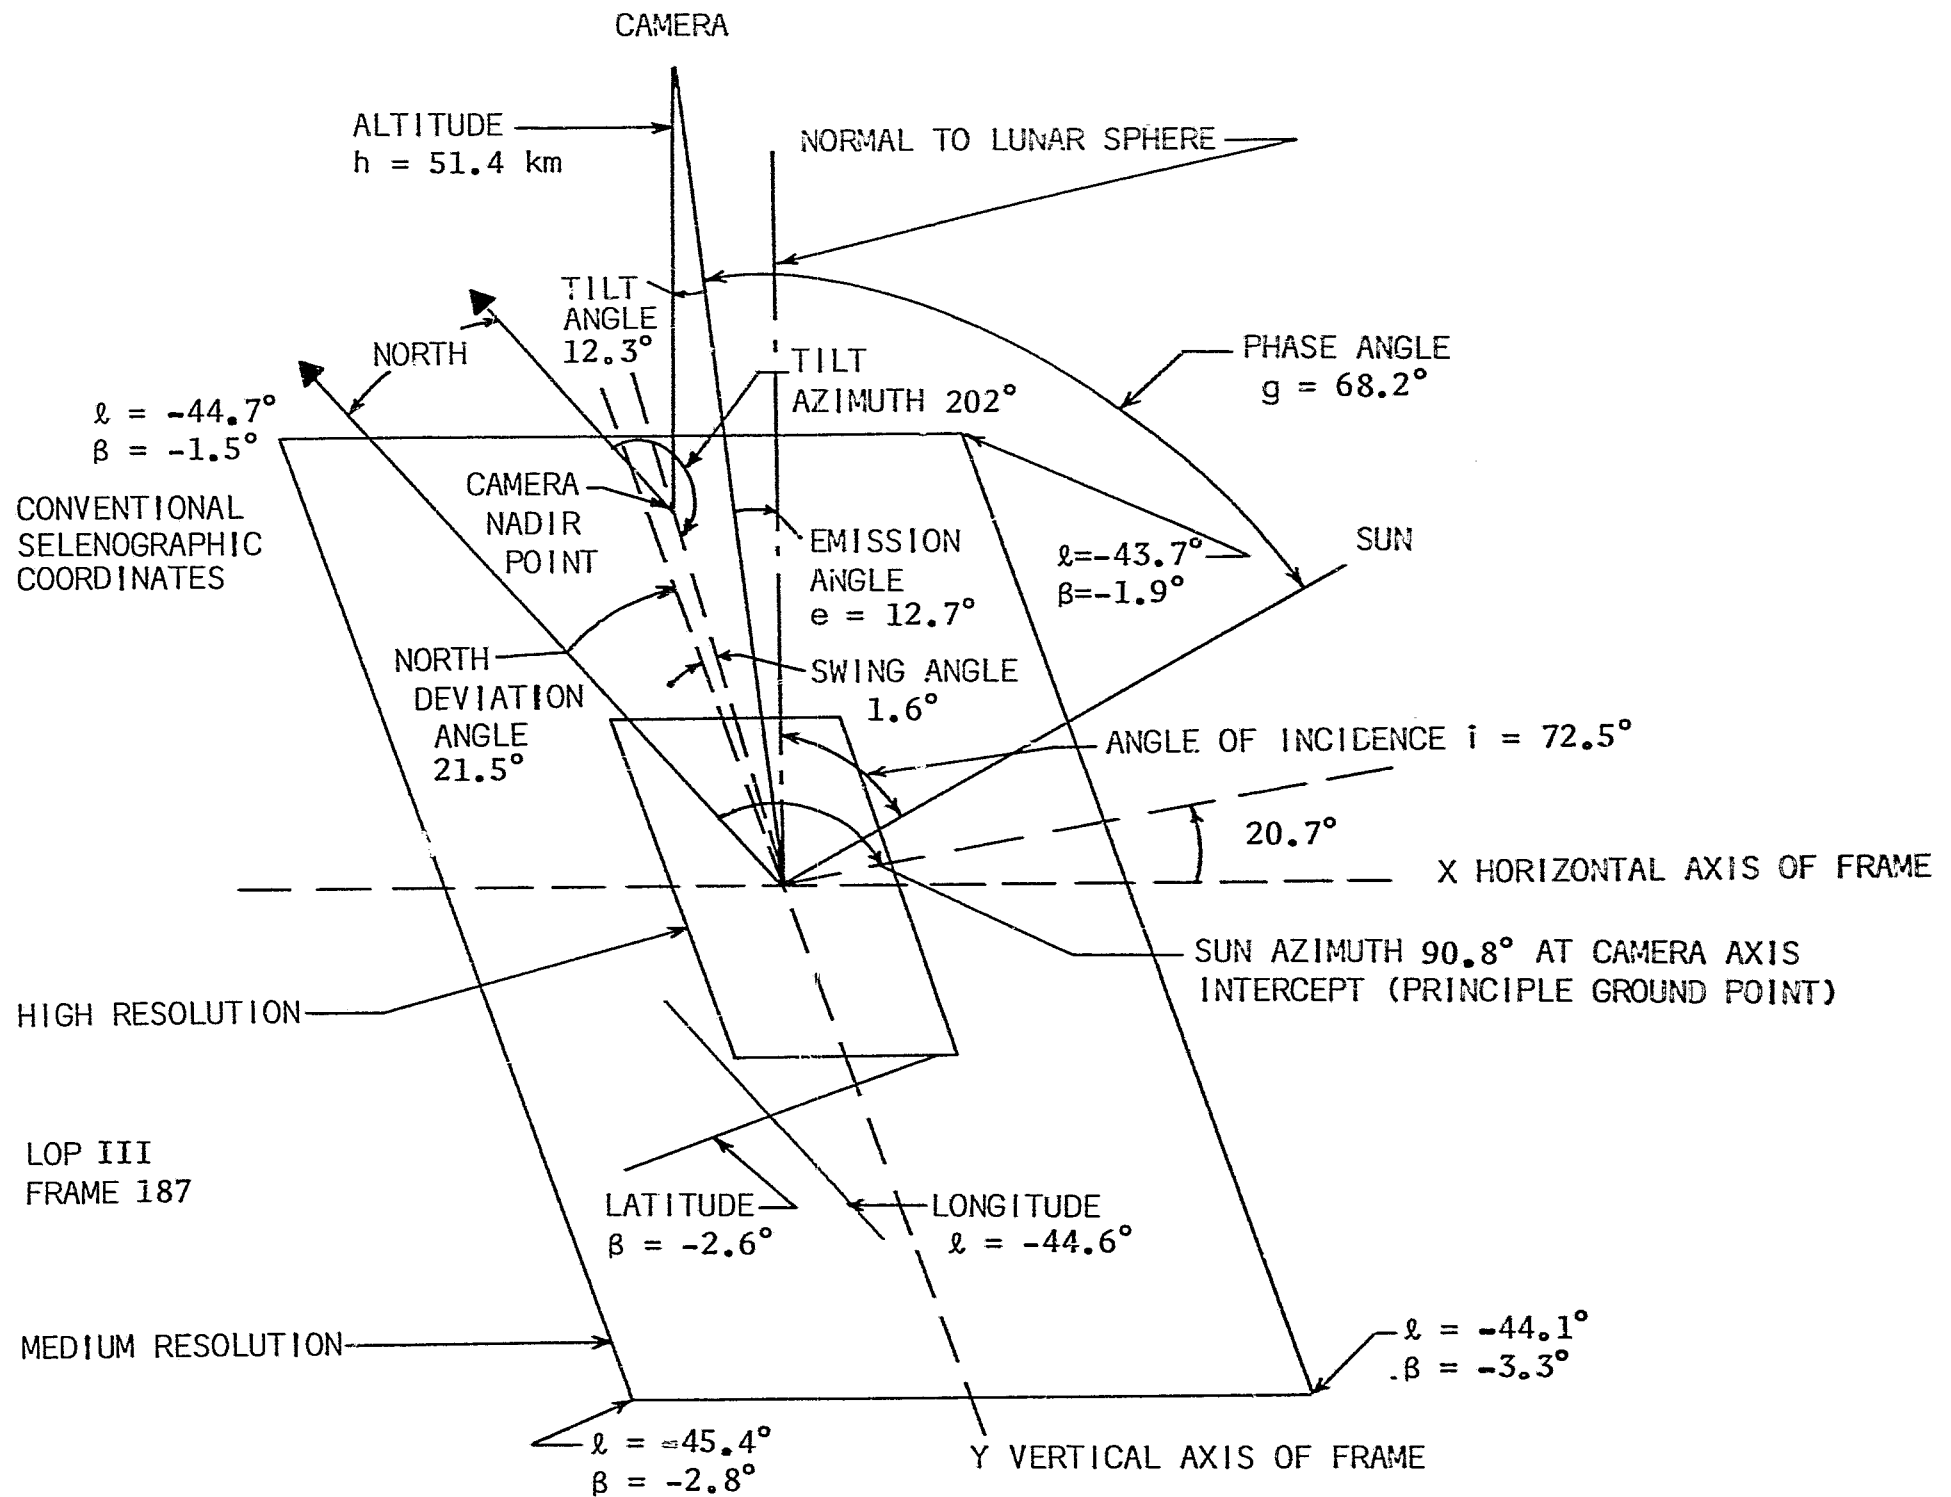 CAMERA
ALTITUDE
h = 51.4 km
NORMAL TO LUNAR SPHERE
TILT
ANGLE
12.3°
NORTH
TILT
AZIMUTH 202°
PHASE ANGLE
g = 68.2°
ℓ = -44.7°
β = -1.5°
CONVENTIONAL
SELENOGRAPHIC
COORDINATES
CAMERA
NADIR
POINT
EMISSION
ANGLE
e = 12.7°
ℓ=-43.7°
β=-1.9°
SUN
NORTH
DEVIATION
ANGLE
21.5°
SWING ANGLE
1.6°
ANGLE OF INCIDENCE i = 72.5°
20.7°
X HORIZONTAL AXIS OF FRAME
SUN AZIMUTH 90.8° AT CAMERA AXIS
INTERCEPT (PRINCIPLE GROUND POINT)
HIGH RESOLUTION
LOP III
FRAME 187
LATITUDE
β = -2.6°
LONGITUDE
ℓ = -44.6°
MEDIUM RESOLUTION
ℓ = -44.1°
β = -3.3°
ℓ = -45.4°
β = -2.8°
Y VERTICAL AXIS OF FRAME